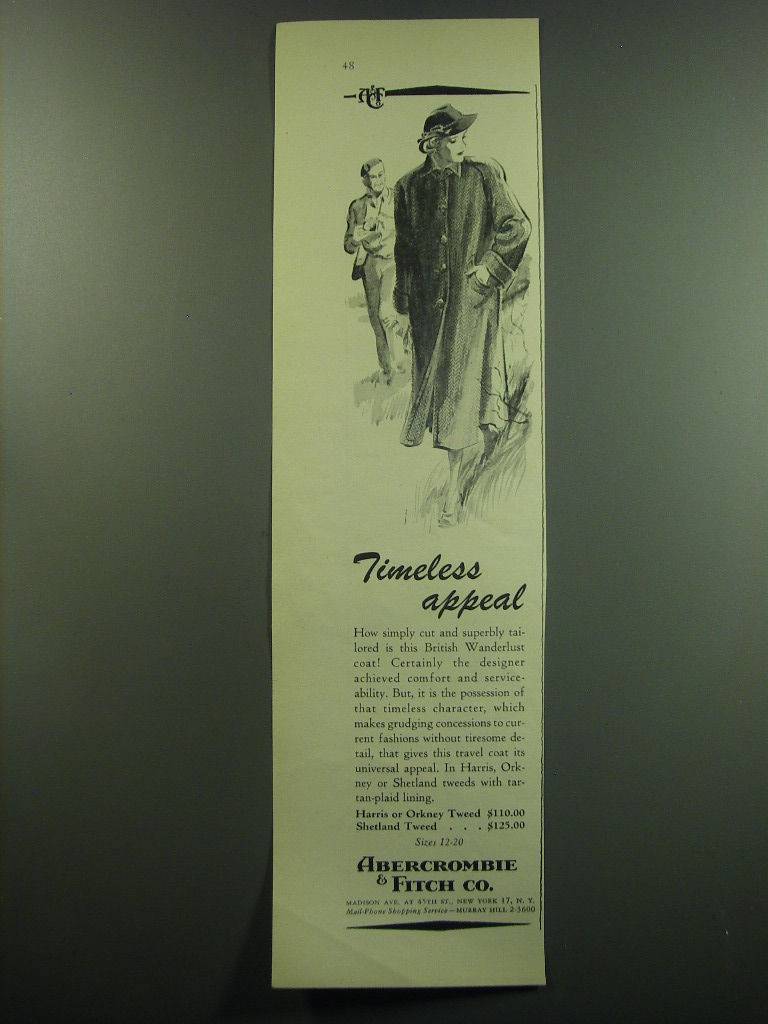 48
A&F Co
Timeless
appeal
How simply cut and superbly tai-
lored is this British Wanderlust
coat! Certainly the designer
achieved comfort and service-
ability. But, it is the possession of
that timeless character, which
makes grudging concessions to cur-
rent fashions without tiresome de-
tail, that gives this travel coat its
universal appeal. In Harris, Ork-
ney or Shetland tweeds with tar-
tan-plaid lining.
Harris or Orkney Tweed $110.00
Shetland Tweed . . . $125.00
Sizes 12-20
ABERCROMBIE
& FITCH CO.
MADISON AVE. AT 45TH ST., NEW YORK 17, N. Y.
Mail-Phone Shopping Service—MURRAY HILL 2-3600